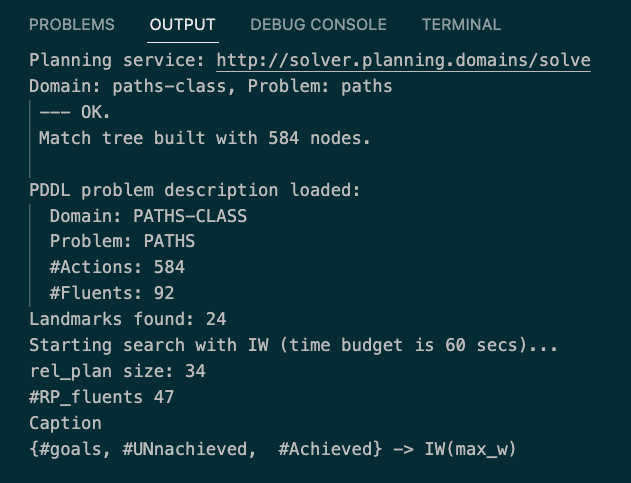 PROBLEMS OUTPUT DEBUG CONSOLE TERMINAL
Planning service: http://solver.planning.domains/solve
Domain: paths-class, Problem: paths
--- OK.
Match tree built with 584 nodes.
PDDL problem description loaded:
Domain: PATHS-CLASS
Problem: PATHS
#Actions: 584
#Fluents: 92
Landmarks found: 24
Starting search with IW (time budget is 60 secs)...
rel_plan size: 34
#RP_fluents 47
Caption
{#goals, #UNnachieved,  #Achieved} -> IW(max_w)